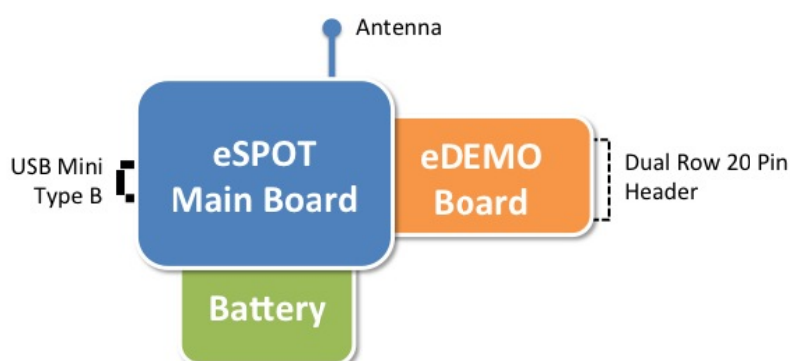 Antenna
eSPOT
Main Board
eDEMO
Board
USB Mini
Type B
Dual Row 20 Pin
Header
Battery